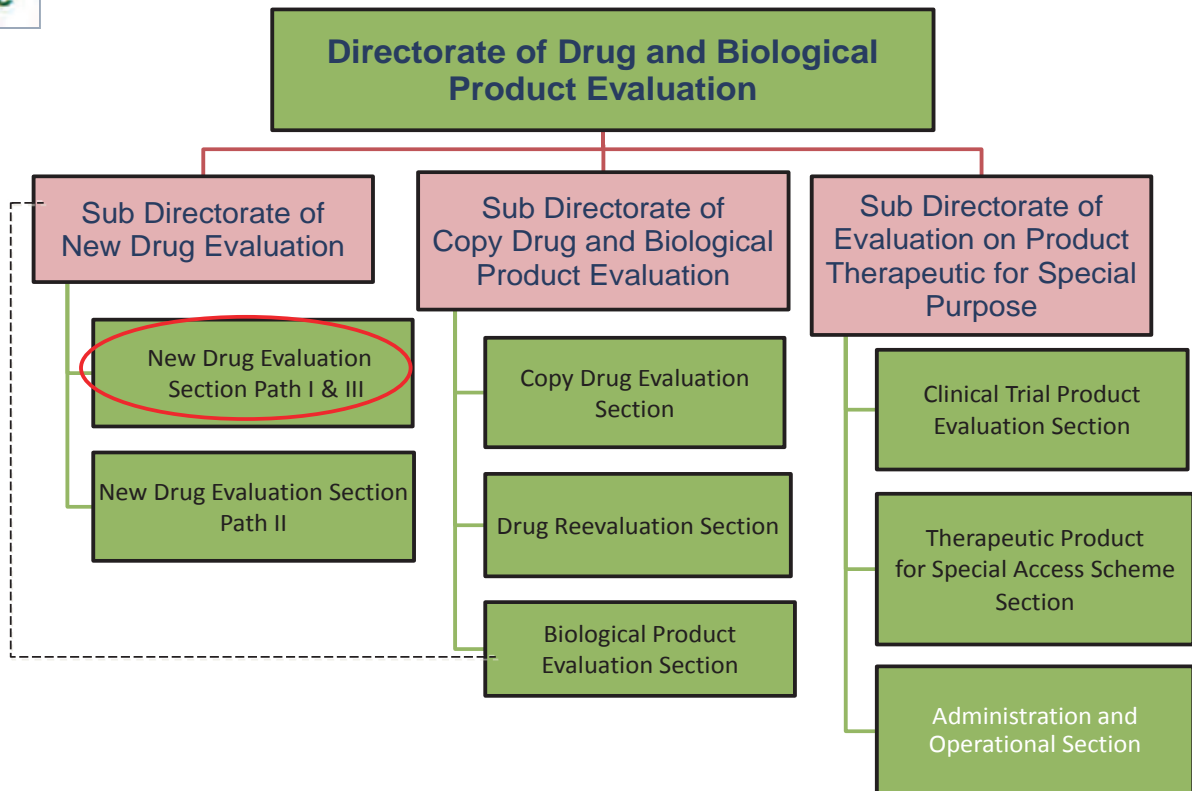 Directorate of Drug and Biological
Product Evaluation
Sub Directorate of
New Drug Evaluation
New Drug Evaluation
Section Path I & III
New Drug Evaluation Section
Path II
Sub Directorate of
Copy Drug and Biological
Product Evaluation
Copy Drug Evaluation
Section
Drug Reevaluation Section
Biological Product
Evaluation Section
Sub Directorate of
Evaluation on Product
Therapeutic for Special
Purpose
Clinical Trial Product
Evaluation Section
Therapeutic Product
for Special Access Scheme
Section
Administration and
Operational Section